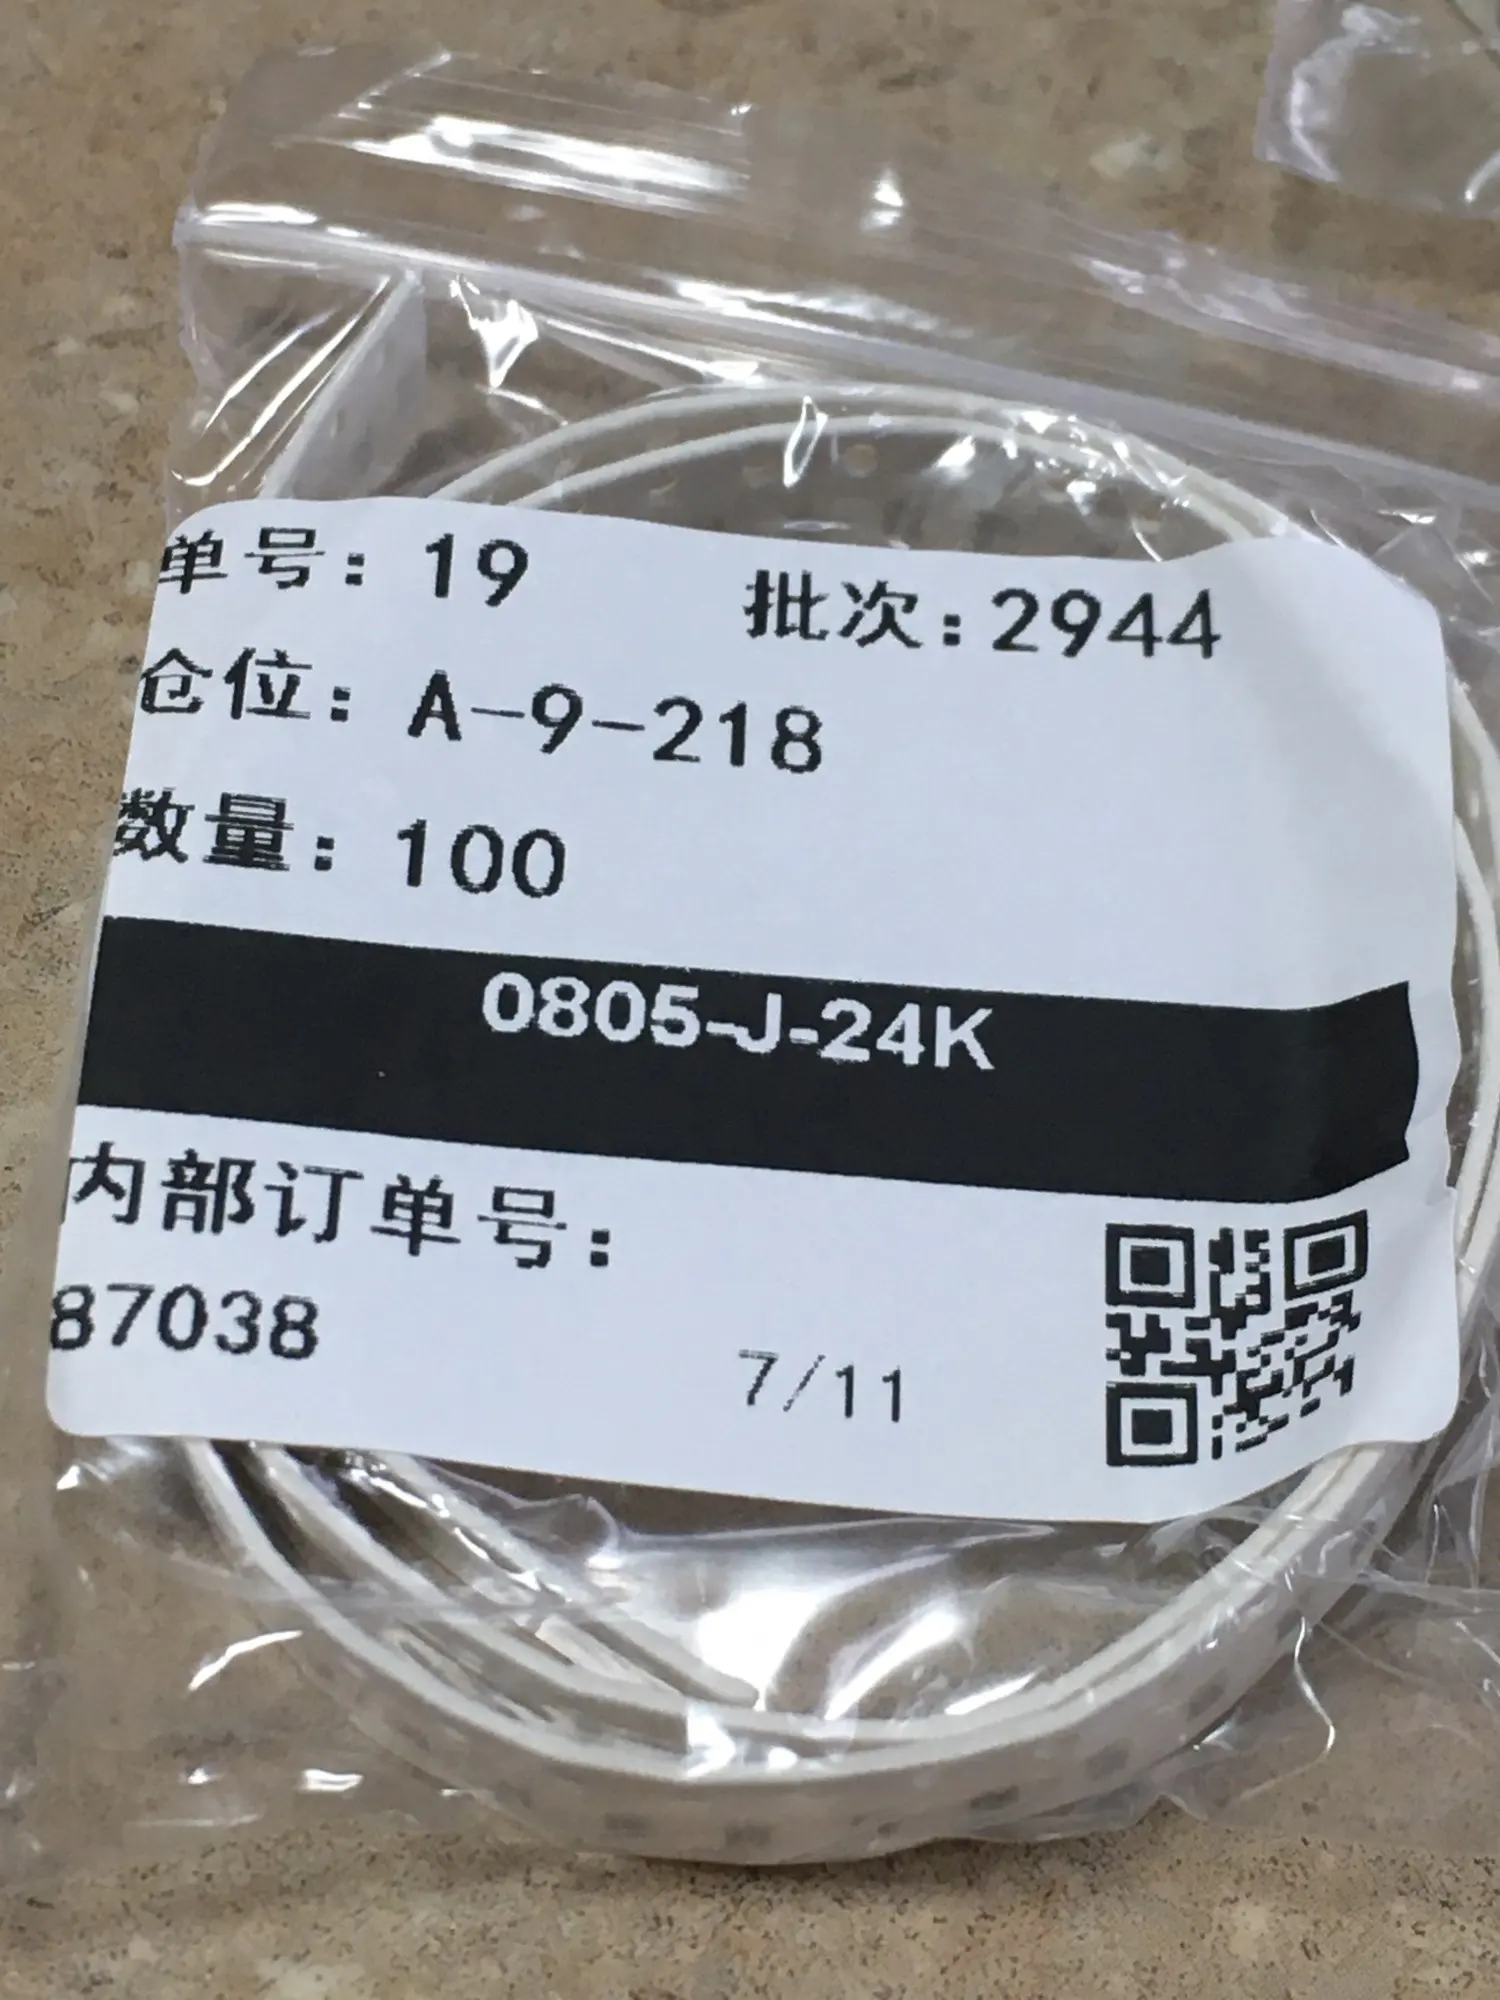 单号：19 批次：2944
仓位：A-9-218
数量：100
0805-J-24K
内部订单号：
87038
7/11